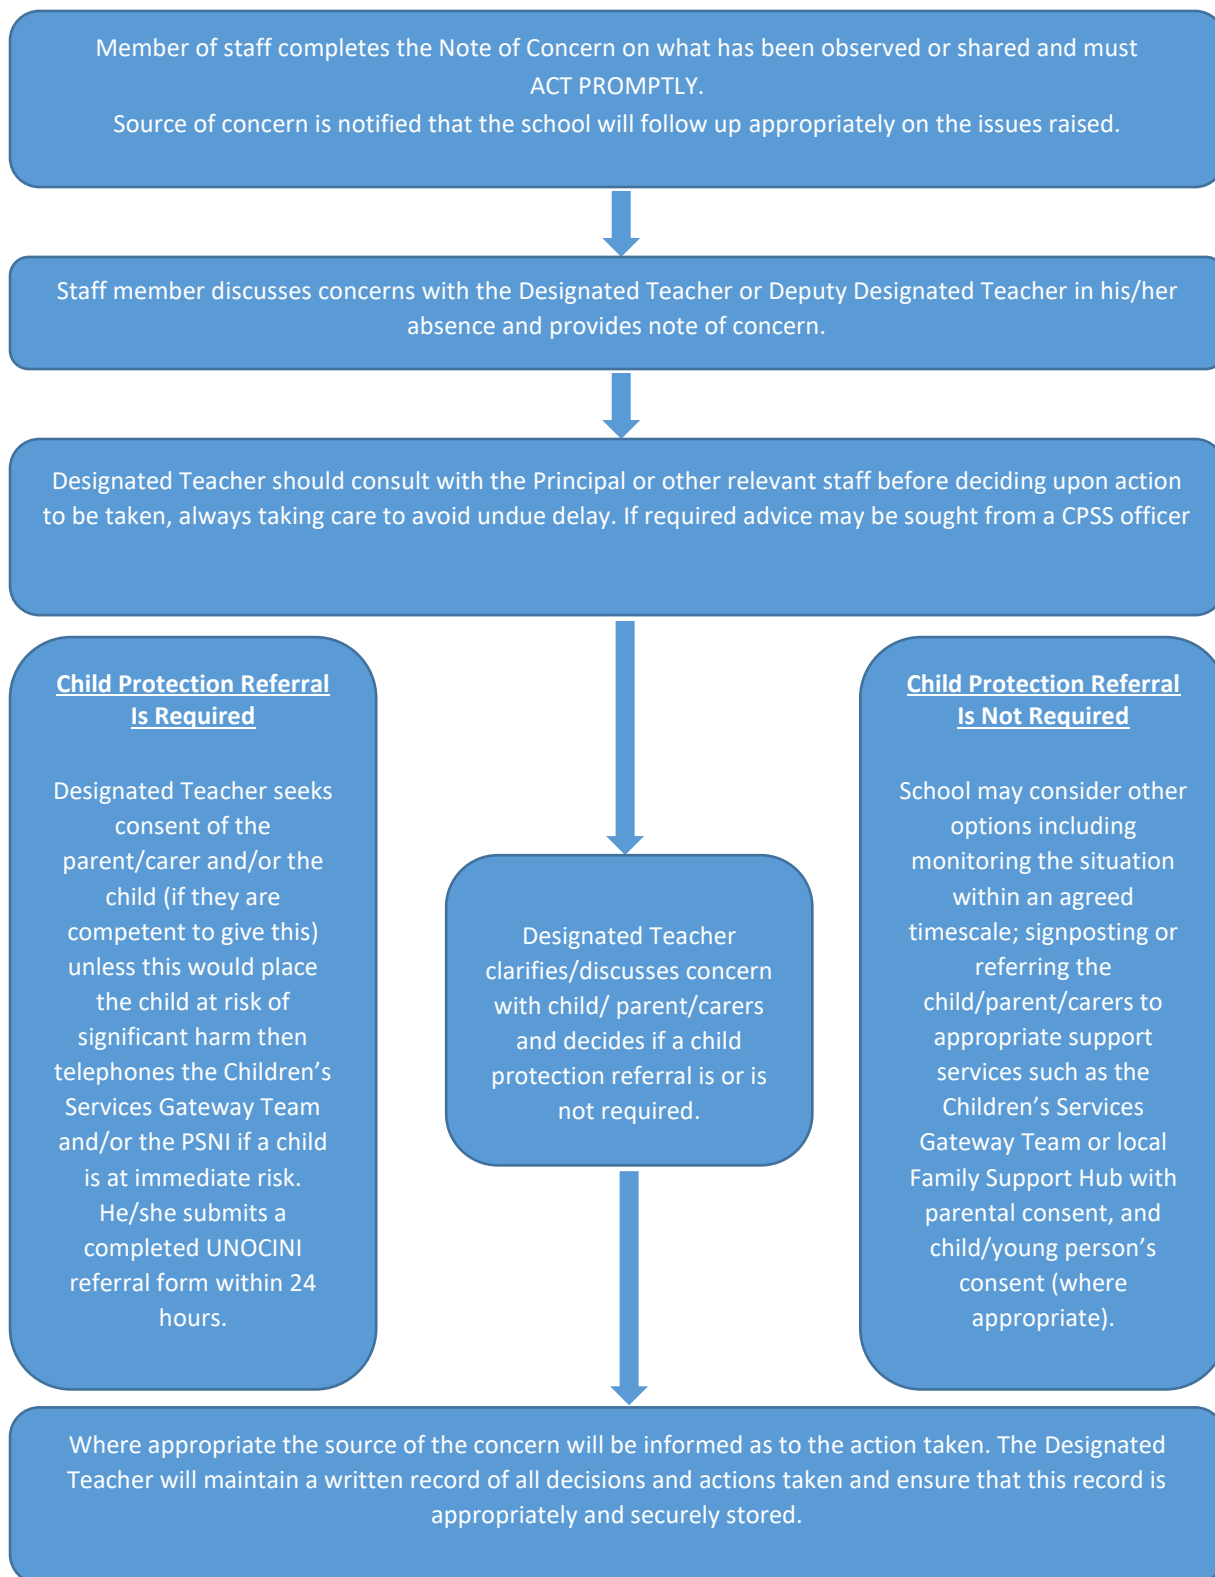 Member of staff completes the Note of Concern on what has been observed or shared and must
ACT PROMPTLY.
Source of concern is notified that the school will follow up appropriately on the issues raised.
Staff member discusses concerns with the Designated Teacher or Deputy Designated Teacher in his/her
absence and provides note of concern.
Designated Teacher should consult with the Principal or other relevant staff before deciding upon action
to be taken, always taking care to avoid undue delay. If required advice may be sought from a CPSS officer
Child Protection Referral
Is Required
Designated Teacher seeks
consent of the
parent/carer and/or the
child (if they are
competent to give this)
unless this would place
the child at risk of
significant harm then
telephones the Children’s
Services Gateway Team
and/or the PSNI if a child
is at immediate risk.
He/she submits a
completed UNOCINI
referral form within 24
hours.
Designated Teacher
clarifies/discusses concern
with child/ parent/carers
and decides if a child
protection referral is or is
not required.
Child Protection Referral
Is Not Required
School may consider other
options including
monitoring the situation
within an agreed
timescale; signposting or
referring the
child/parent/carers to
appropriate support
services such as the
Children’s Services
Gateway Team or local
Family Support Hub with
parental consent, and
child/young person’s
consent (where
appropriate).
Where appropriate the source of the concern will be informed as to the action taken. The Designated
Teacher will maintain a written record of all decisions and actions taken and ensure that this record is
appropriately and securely stored.